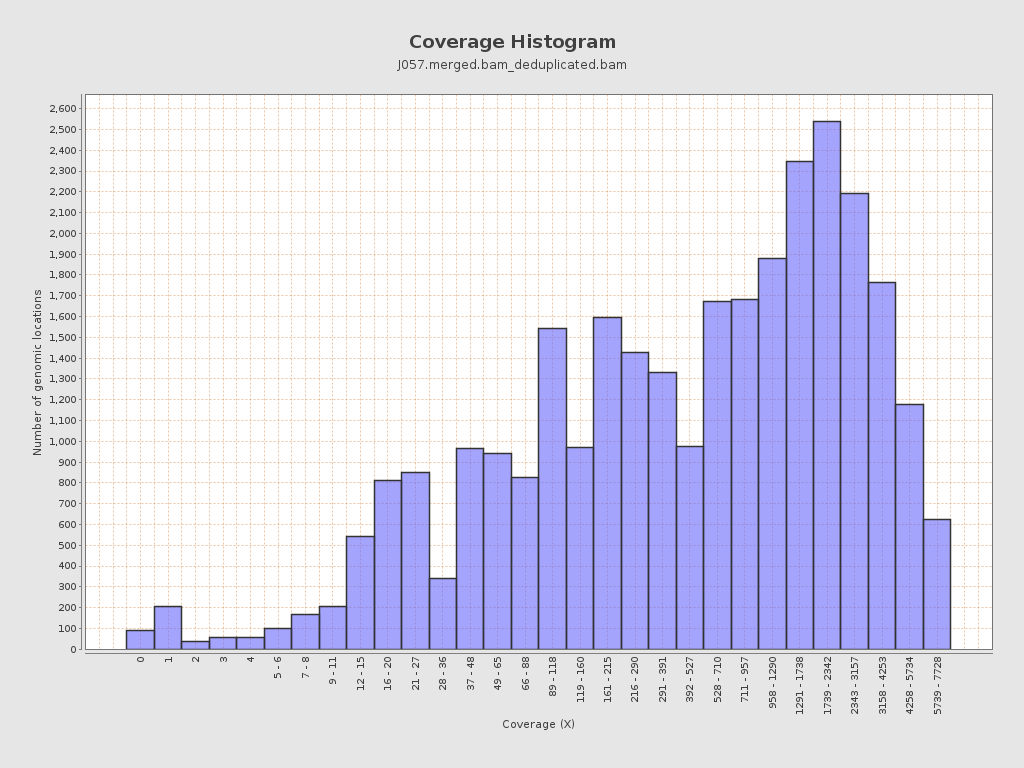 Coverage Histogram
J057.merged.bam_deduplicated.bam
Number of genomic locations
2,600
2,500
2,400
2,300
2,200
2,100
2,000
1,900
1,800
1,700
1,600
1,500
1,400
1,300
1,200
1,100
1,000
900
800
700
600
500
400
300
200
100
0
0
1
2
3
4
5 - 6
7 - 8
9 - 11
12 - 15
16 - 20
21 - 27
28 - 36
37 - 48
49 - 65
66 - 88
89 - 118
119 - 160
161 - 215
216 - 290
291 - 391
392 - 527
528 - 710
711 - 957
958 - 1290
1291 - 1738
1739 - 2342
2343 - 3157
3158 - 4253
4258 - 5734
5739 - 7728
Coverage (X)